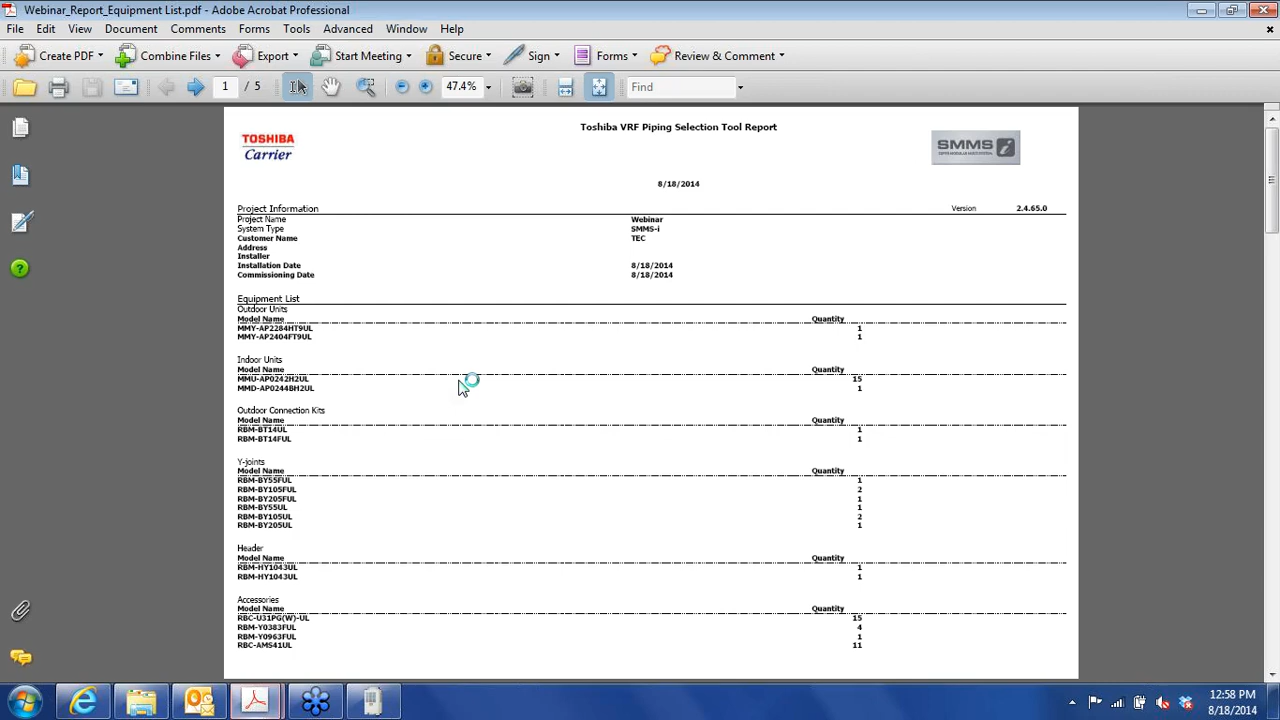 Webinar_Report_Equipment List.pdf - Adobe Acrobat Professional
File Edit View Document Comments Forms Tools Advanced Window Help
Create PDF Combine Files Export Start Meeting Secure Sign Forms Review & Comment
1 / 5 47.4% Find
Toshiba VRF Piping Selection Tool Report
TOSHIBA
Carrier
SMMS i
8/18/2014
Project Information Version 2.4.65.0
Project Name Webinar
System Type SMMS-i
Customer Name TEC
Address
Installer
Installation Date 8/18/2014
Commissioning Date 8/18/2014
Equipment List
Outdoor Units
Model Name Quantity
MMY-AP2284HT9UL 1
MMY-AP2404FT9UL 1
Indoor Units
Model Name Quantity
MMU-AP0242H2UL 15
MMD-AP0244BH2UL 1
Outdoor Connection Kits
Model Name Quantity
RBM-BT14UL 1
RBM-BT14FUL 1
Y-joints
Model Name Quantity
RBM-BY55FUL 1
RBM-BY105FUL 2
RBM-BY205FUL 1
RBM-BY55UL 1
RBM-BY105UL 2
RBM-BY205UL 1
Header
Model Name Quantity
RBM-HY1043UL 1
RBM-HY1043UL 1
Accessories
Model Name Quantity
RBC-U31PG(W)-UL 15
RBM-Y0383FUL 4
RBM-Y0963FUL 1
RBC-AMS41UL 11
12:58 PM
8/18/2014